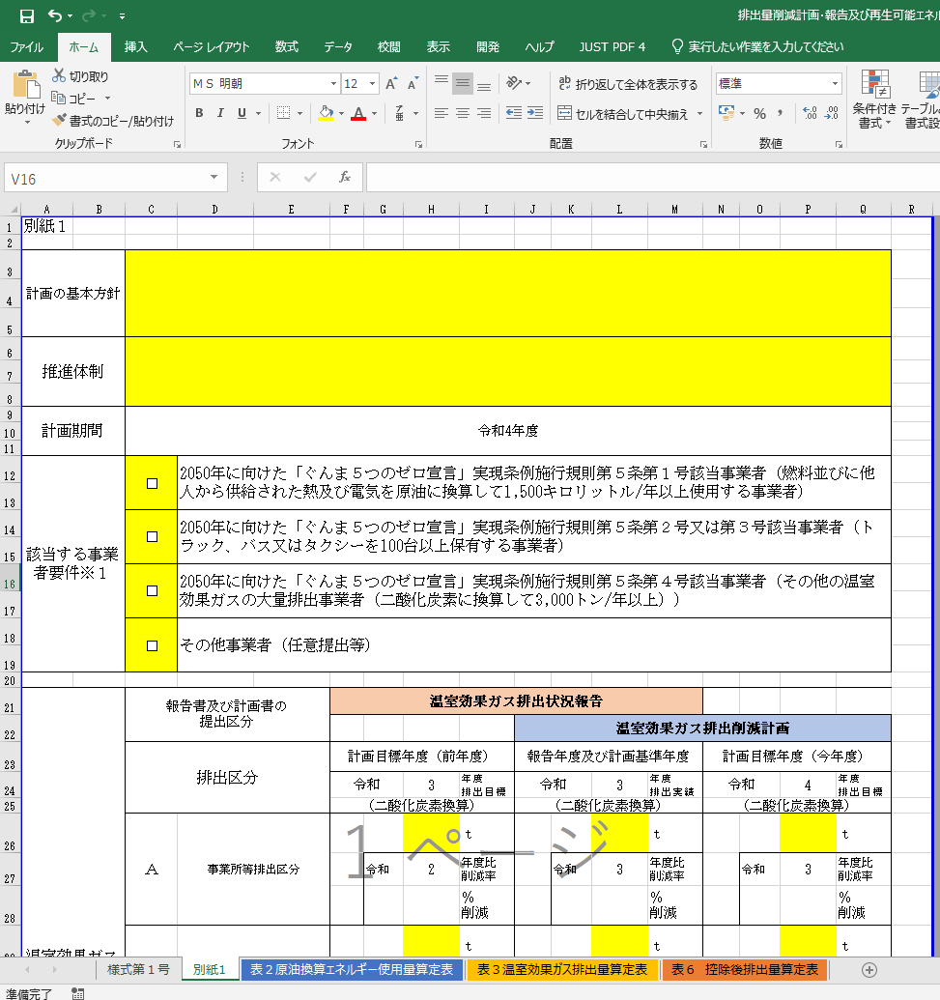 排出量削減計画・報告及び再生可能エネル
ファイル ホーム 挿入 ページ レイアウト 数式 データ 校閲 表示 開発 ヘルプ JUST PDF 4 実行したい作業を入力してください
貼り付け
切り取り
コピー
書式のコピー/貼り付け
クリップボード
ＭＳ 明朝 12 A A
B I U A 亜
フォント
ab 折り返して全体を表示する
セルを結合して中央揃え
配置
標準
% ,
数値
条件付き
書式
テーブル
書式設
V16 fx
A B C D E F G H I J K L M N O P Q R
1 別紙１
2
3
4 計画の基本方針
5
6
7 推進体制
8
9
10 計画期間 令和4年度
11
12 2050年に向けた「ぐんま５つのゼロ宣言」実現条例施行規則第５条第１号該当事業者（燃料並びに他
13 人から供給された熱及び電気を原油に換算して1,500キロリットル/年以上使用する事業者）
14 2050年に向けた「ぐんま５つのゼロ宣言」実現条例施行規則第５条第２号又は第３号該当事業者（ト
15 ラック、バス又はタクシーを100台以上保有する事業者）
該当する事業
者要件※１
16 2050年に向けた「ぐんま５つのゼロ宣言」実現条例施行規則第５条第４号該当事業者（その他の温室
17 効果ガスの大量排出事業者（二酸化炭素に換算して3,000トン/年以上））
18 その他事業者（任意提出等）
19
20
21 報告書及び計画書の
提出区分 温室効果ガス排出状況報告
22 温室効果ガス排出削減計画
23 排出区分 計画目標年度（前年度） 報告年度及び計画基準年度 計画目標年度（今年度）
24 令和 3 年度
排出目標 令和 3 年度
排出実績 令和 4 年度
排出目標
25 （二酸化炭素換算） （二酸化炭素換算） （二酸化炭素換算）
26 t t t
1 ページ
27 A 事業所等排出区分 令和 2 年度比
削減率 令和 3 年度比
削減率 令和 3 年度比
削減率
28 %
削減 %
削減 %
削減
温室効果ガス t t t
様式第１号 別紙1 表２原油換算エネルギー使用量算定表 表３温室効果ガス排出量算定表 表６ 控除後排出量算定表
準備完了